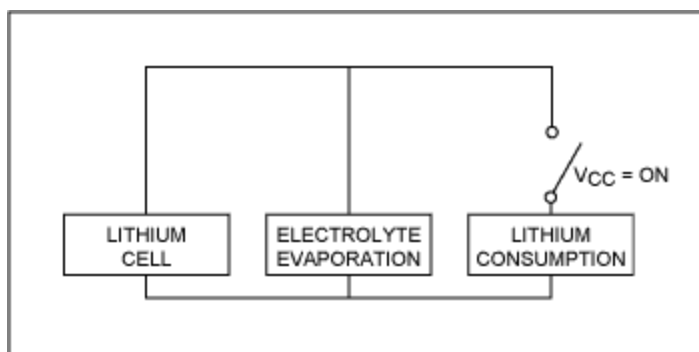 VCC = ON
LITHIUM
CELL
ELECTROLYTE
EVAPORATION
LITHIUM
CONSUMPTION